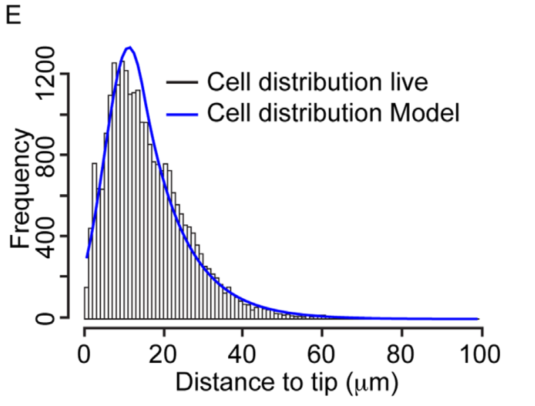 E
1200
800
400
0
Frequency
Cell distribution live
Cell distribution Model
0 20 40 60 80 100
Distance to tip (μm)